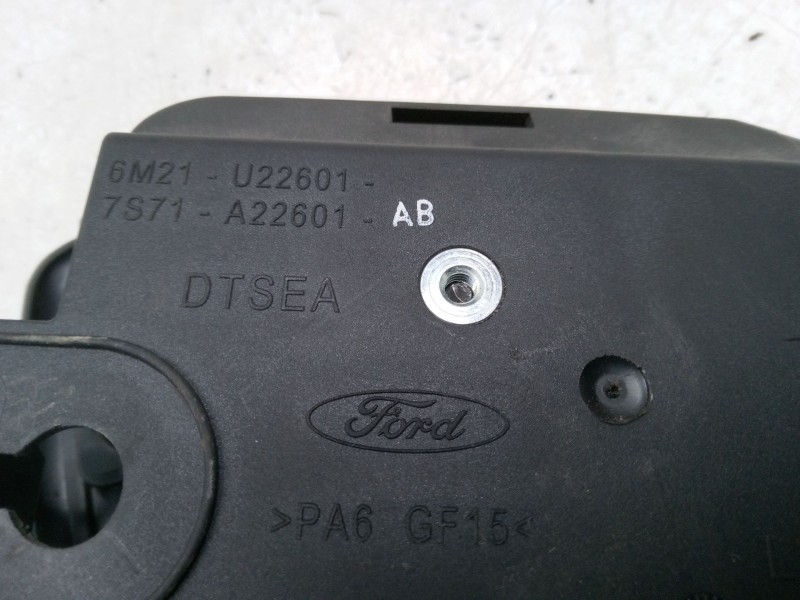 6M21 - U22601 -
7S71 - A22601 - AB
DTSEA
Ford
>PA6 GF15<